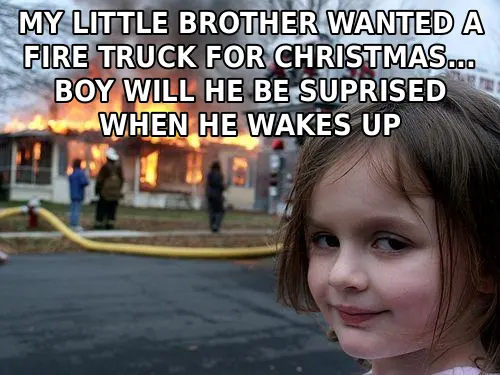 MY LITTLE BROTHER WANTED A
FIRE TRUCK FOR CHRISTMAS...
BOY WILL HE BE SUPRISED
WHEN HE WAKES UP